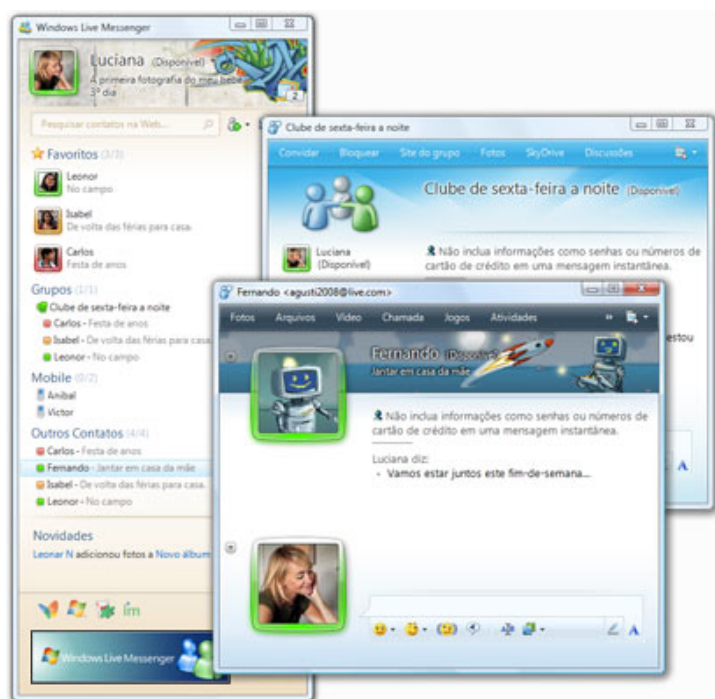 Windows Live Messenger
Luciana (Disponível)
A primeira fotografia do meu bebé
3º dia
2
Pesquisar contatos na Web...
Favoritos (3/3)
Leonor
No campo
Isabel
De volta das férias para casa.
Carlos
Festa de anos
Grupos (1/1)
Clube de sexta-feira a noite
Carlos - Festa de anos
Isabel - De volta das férias para casa.
Leonor - No campo
Mobile (0/2)
Anibal
Victor
Outros Contatos (4/4)
Carlos - Festa de anos
Fernando - Jantar em casa da mãe
Isabel - De volta das férias para casa.
Leonor - No campo
Novidades
Leonar N adicionou fotos a Novo álbum
im
Windows Live Messenger
Clube de sexta-feira a noite
Convidar Bloquear Site do grupo Fotos SkyDrive Discussões
Clube de sexta-feira a noite (Disponível)
Luciana
(Disponível)
Não inclua informações como senhas ou números de
cartão de crédito em uma mensagem instantânea.
estou
A
Fernando <agusti2008@live.com>
Fotos Arquivos Video Chamada Jogos Atividades »
Fernando (Disponível)
Jantar em casa da mãe
Não inclua informações como senhas ou números de
cartão de crédito em uma mensagem instantânea.
Luciana diz:
Vamos estar juntos este fim-de-semana...
A